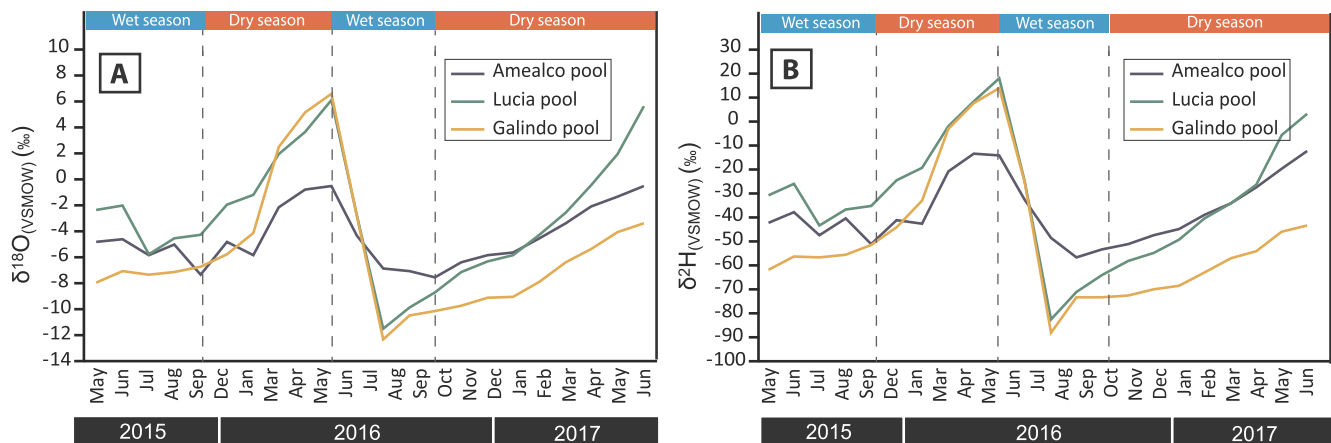 Wet season Dry season Wet season Dry season
A
Amealco pool
Lucia pool
Galindo pool
δ18O(VSMOW) (‰)
10
8
6
4
2
0
-2
-4
-6
-8
-10
-12
-14
May Jun Jul Aug Sep Dec Jan Mar Apr May Jun Jul Aug Sep Oct Nov Dec Jan Feb Mar Apr May Jun
2015 2016 2017
Wet season Dry season Wet season Dry season
B
Amealco pool
Lucia pool
Galindo pool
δ2H(VSMOW) (‰)
30
20
10
0
-10
-20
-30
-40
-50
-60
-70
-80
-90
-100
May Jun Jul Aug Sep Dec Jan Mar Apr May Jun Jul Aug Sep Oct Nov Dec Jan Feb Mar Apr May Jun
2015 2016 2017